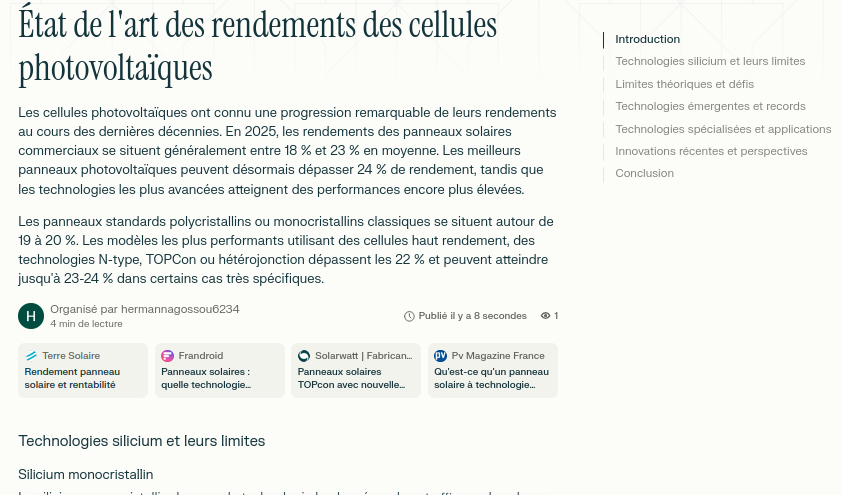 État de l'art des rendements des cellules
photovoltaïques
Les cellules photovoltaïques ont connu une progression remarquable de leurs rendements
au cours des dernières décennies. En 2025, les rendements des panneaux solaires
commerciaux se situent généralement entre 18 % et 23 % en moyenne. Les meilleurs
panneaux photovoltaïques peuvent désormais dépasser 24 % de rendement, tandis que
les technologies les plus avancées atteignent des performances encore plus élevées.
Les panneaux standards polycristallins ou monocristallins classiques se situent autour de
19 à 20 %. Les modèles les plus performants utilisant des cellules haut rendement, des
technologies N-type, TOPCon ou hétérojonction dépassent les 22 % et peuvent atteindre
jusqu'à 23-24 % dans certains cas très spécifiques.
H
Organisé par hermannagossou6234
4 min de lecture
Publié il y a 8 secondes
1
Terre Solaire
Rendement panneau
solaire et rentabilité
Frandroid
Panneaux solaires :
quelle technologie...
Solarwatt | Fabrican...
Panneaux solaires
TOPcon avec nouvelle...
pv
Pv Magazine France
Qu'est-ce qu'un panneau
solaire à technologie...
Technologies silicium et leurs limites
Silicium monocristallin
Introduction
Technologies silicium et leurs limites
Limites théoriques et défis
Technologies émergentes et records
Technologies spécialisées et applications
Innovations récentes et perspectives
Conclusion